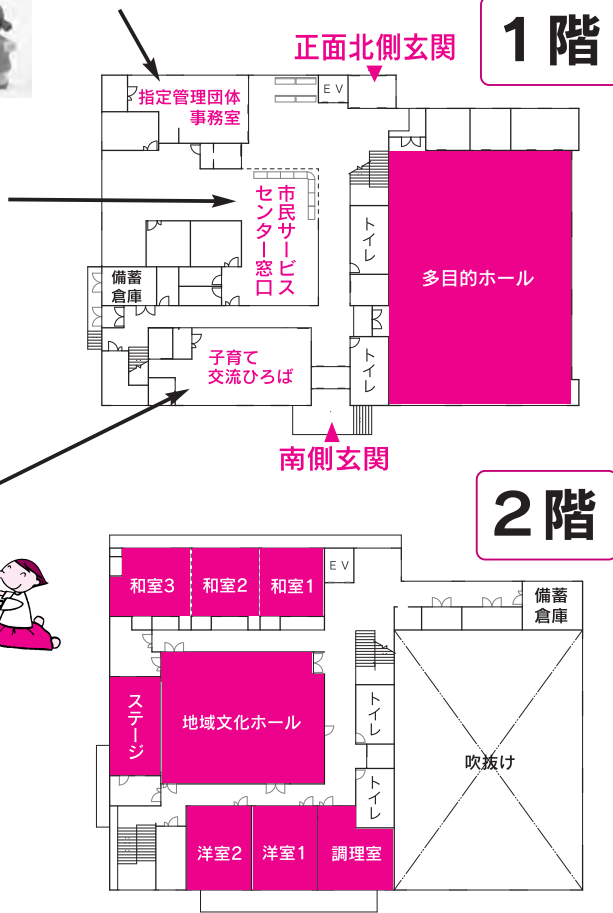 1階
正面北側玄関
指定管理団体
事務室
EV
市民サービス
センター窓口
トイレ
多目的ホール
備蓄
倉庫
子育て
交流ひろば
トイレ
南側玄関
2階
和室3
和室2
和室1
EV
備蓄
倉庫
ステージ
地域文化ホール
トイレ
吹抜け
トイレ
洋室2
洋室1
調理室